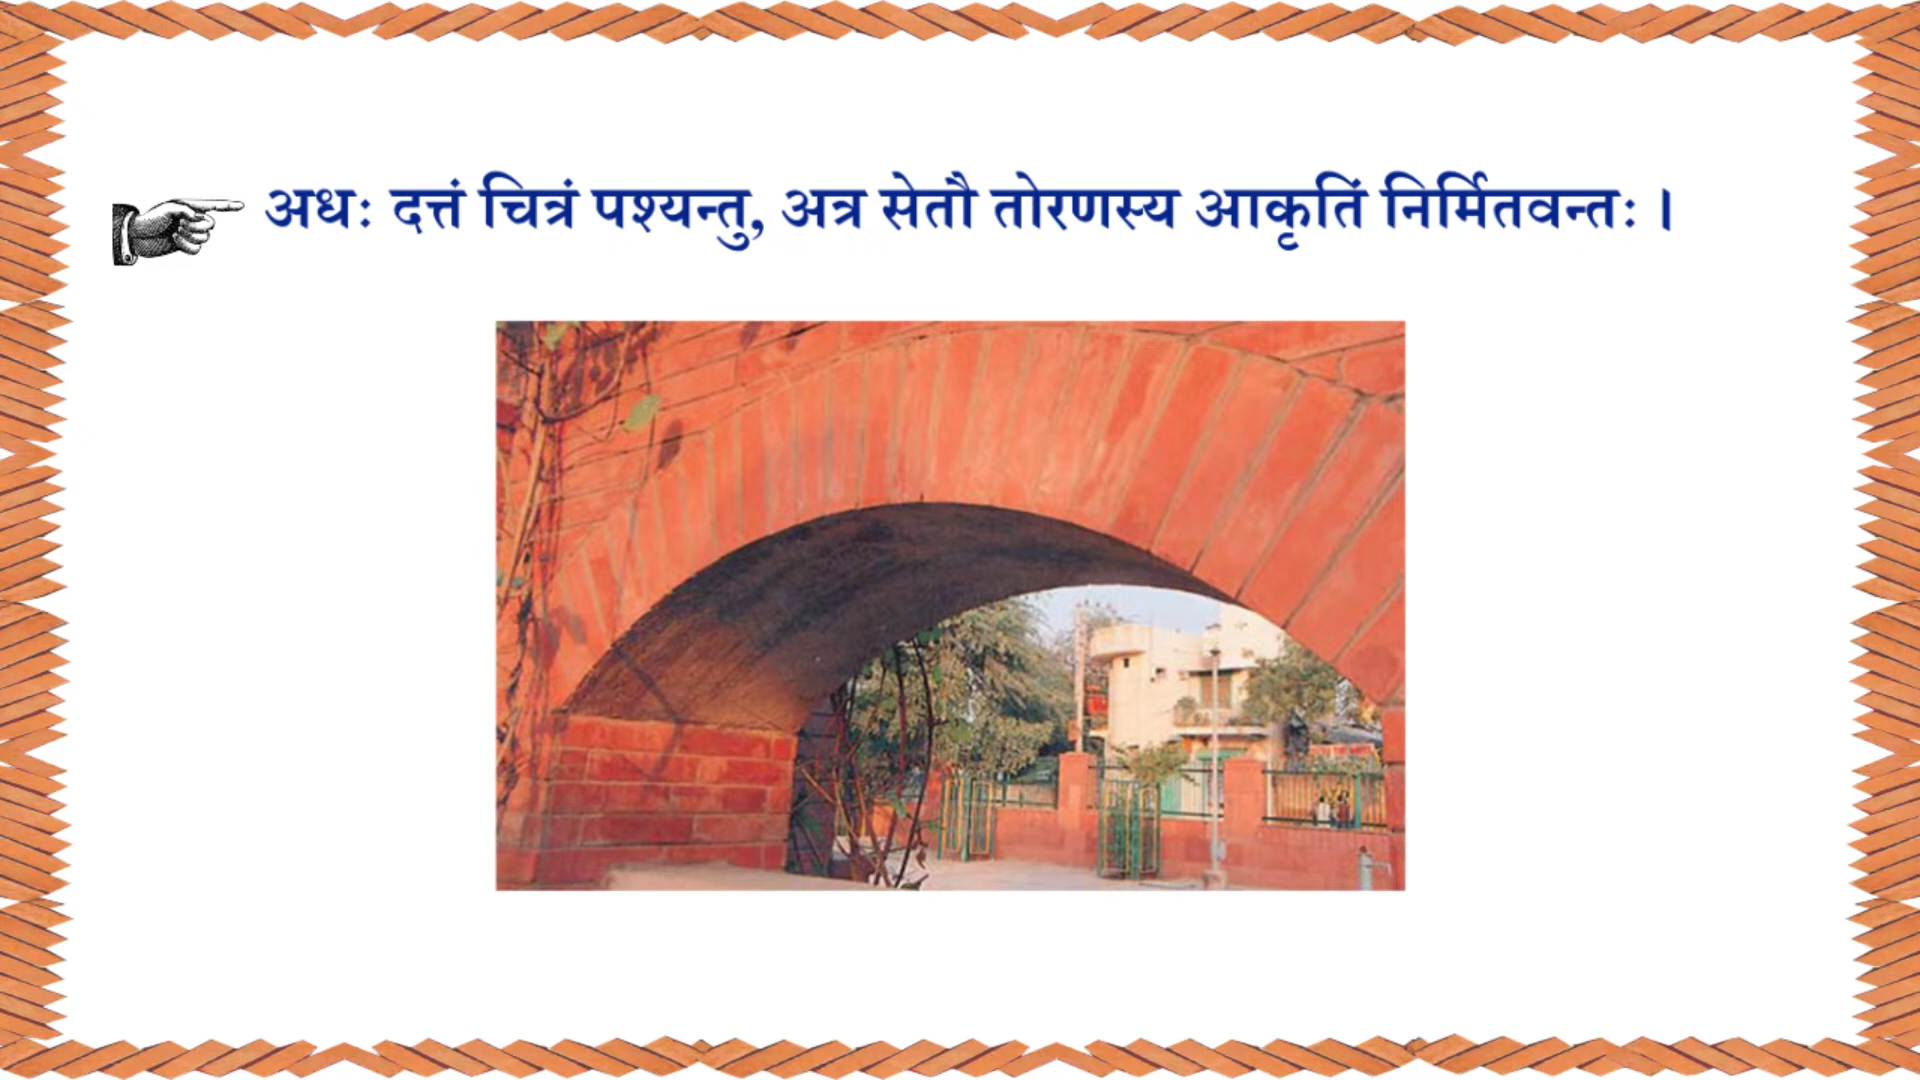 अधः दत्तं चित्रं पश्यन्तु, अत्र सेतौ तोरणस्य आकृतिं निर्मितवन्तः ।